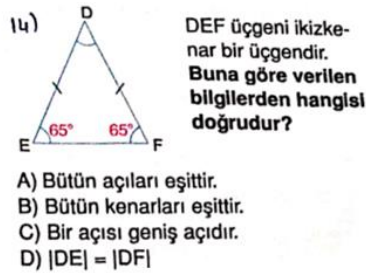 14)
D
DEF üçgeni ikizke-
nar bir üçgendir.
Buna göre verilen
bilgilerden hangisi
doğrudur?
65° 65°
E F
A) Bütün açıları eşittir.
B) Bütün kenarları eşittir.
C) Bir açısı geniş açıdır.
D) |DE| = |DF|